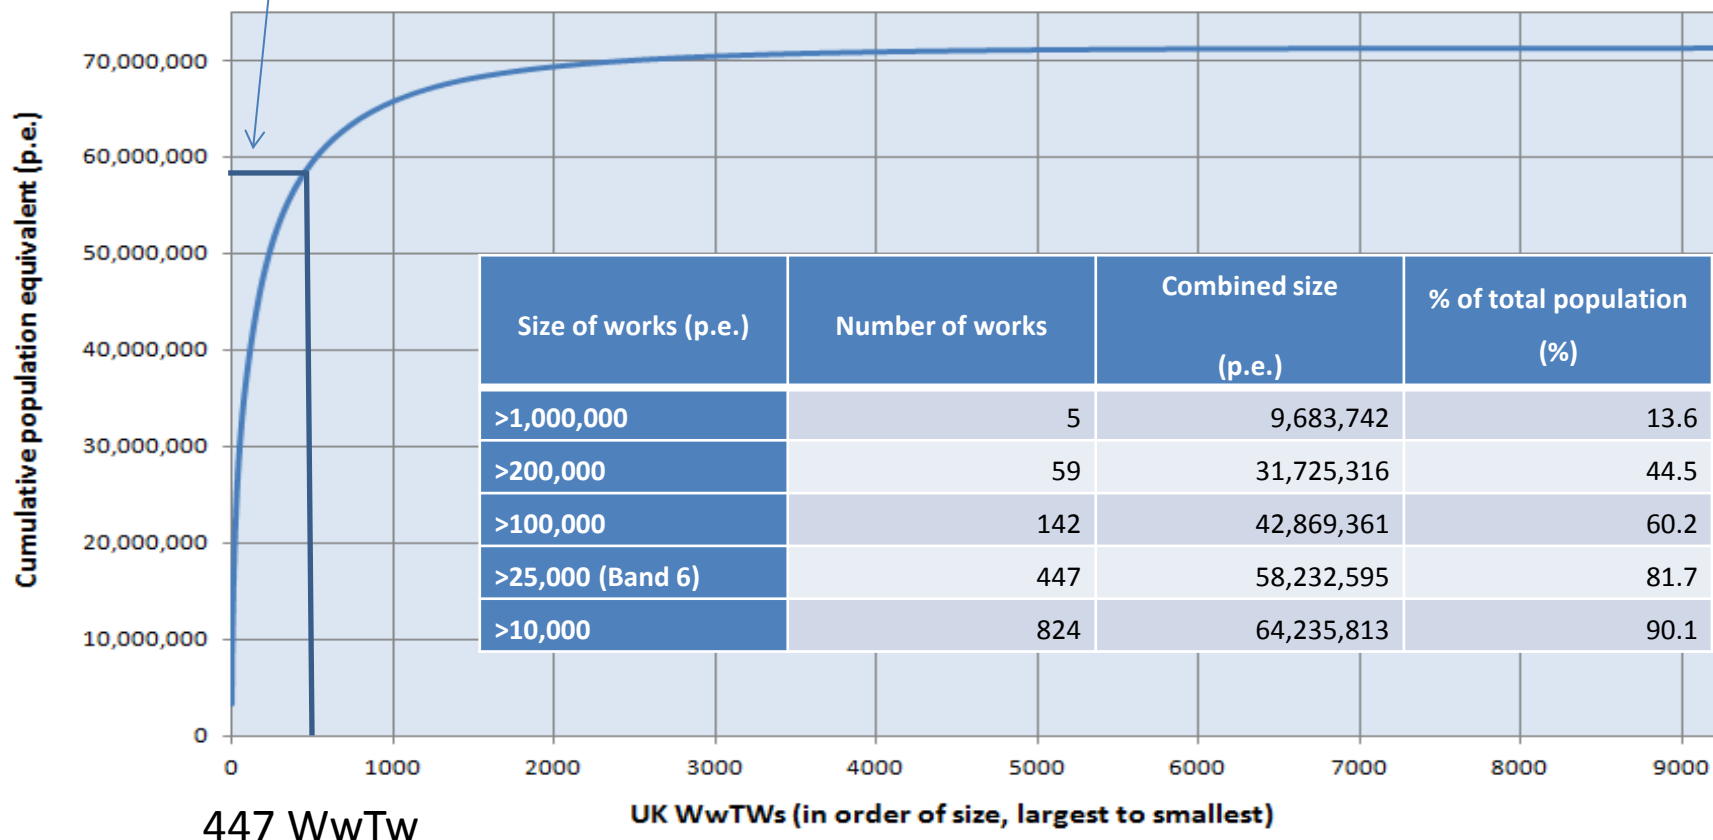 Cumulative population equivalent (p.e.)
70,000,000
60,000,000
50,000,000
40,000,000
30,000,000
20,000,000
10,000,000
0
Size of works (p.e.) Number of works Combined size (p.e.) % of total population (%)
>1,000,000 5 9,683,742 13.6
>200,000 59 31,725,316 44.5
>100,000 142 42,869,361 60.2
>25,000 (Band 6) 447 58,232,595 81.7
>10,000 824 64,235,813 90.1
0 1000 2000 3000 4000 5000 6000 7000 8000 9000
447 WwTw
UK WwTWs (in order of size, largest to smallest)